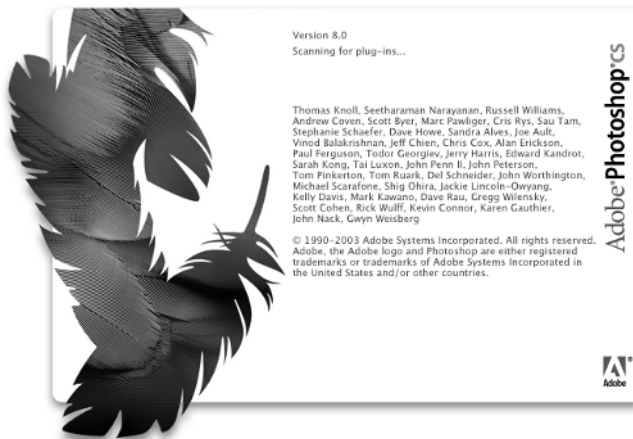 Version 8.0
Scanning for plug-ins...
Thomas Knoll, Seetharaman Narayanan, Russell Williams,
Andrew Coven, Scott Byer, Marc Pawliger, Cris Rys, Sau Tam,
Stephanie Schaefer, Dave Howe, Sandra Alves, Joe Ault,
Vinod Balakrishnan, Jeff Chien, Chris Cox, Alan Erickson,
Paul Ferguson, Todor Georgiev, Jerry Harris, Edward Kandrot,
Sarah Kong, Tai Luxon, John Penn II, John Peterson,
Tom Pinkerton, Tom Ruark, Del Schneider, John Worthington,
Michael Scarafone, Shig Ohira, Jackie Lincoln-Owyang,
Kelly Davis, Mark Kawano, Dave Rau, Gregg Wilensky,
Scott Cohen, Rick Wulff, Kevin Connor, Karen Gauthier,
John Nack, Gwyn Weisberg
© 1990-2003 Adobe Systems Incorporated. All rights reserved.
Adobe, the Adobe logo and Photoshop are either registered
trademarks or trademarks of Adobe Systems Incorporated in
the United States and/or other countries.
Adobe® Photoshop® CS
Adobe®